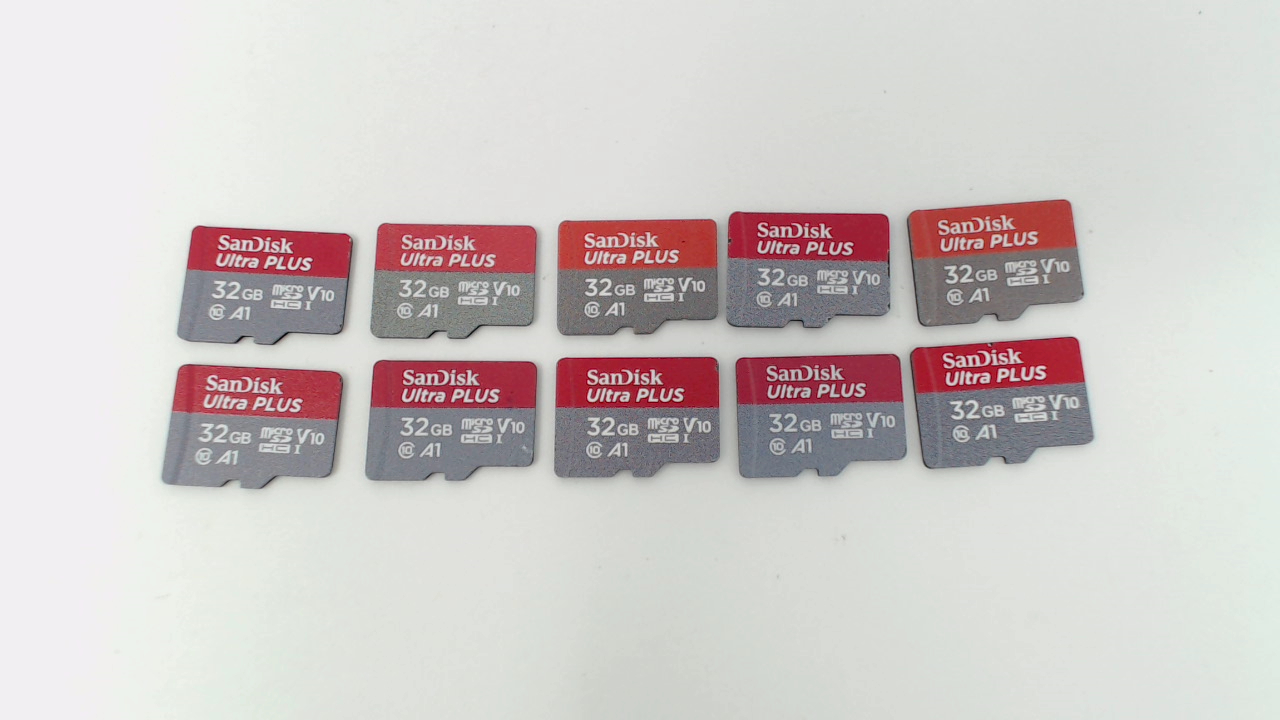 SanDisk
Ultra PLUS
32GB micro SD HC I V10
10 A1
SanDisk
Ultra PLUS
32GB micro SD HC I V10
10 A1
SanDisk
Ultra PLUS
32GB micro SD HC I V10
10 A1
SanDisk
Ultra PLUS
32GB micro SD HC I V10
10 A1
SanDisk
Ultra PLUS
32GB micro SD HC I V10
10 A1
SanDisk
Ultra PLUS
32GB micro SD HC I V10
10 A1
SanDisk
Ultra PLUS
32GB micro SD HC I V10
10 A1
SanDisk
Ultra PLUS
32GB micro SD HC I V10
10 A1
SanDisk
Ultra PLUS
32GB micro SD HC I V10
10 A1
SanDisk
Ultra PLUS
32GB micro SD HC I V10
10 A1